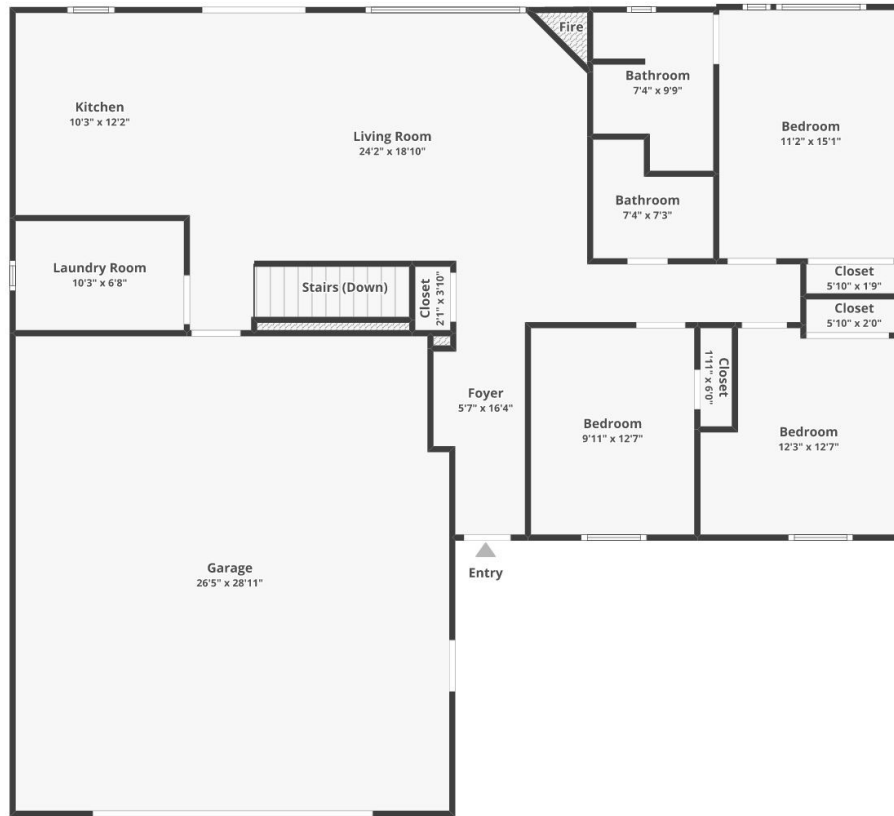 Fire
Bathroom
7'4" x 9'9"
Kitchen
10'3" x 12'2"
Living Room
24'2" x 18'10"
Bedroom
11'2" x 15'1"
Bathroom
7'4" x 7'3"
Laundry Room
10'3" x 6'8"
Stairs (Down)
Closet
2'1" x 3'10"
Closet
5'10" x 1'9"
Closet
5'10" x 2'0"
Closet
1'11" x 6'0"
Foyer
5'7" x 16'4"
Bedroom
9'11" x 12'7"
Bedroom
12'3" x 12'7"
Garage
26'5" x 28'11"
Entry